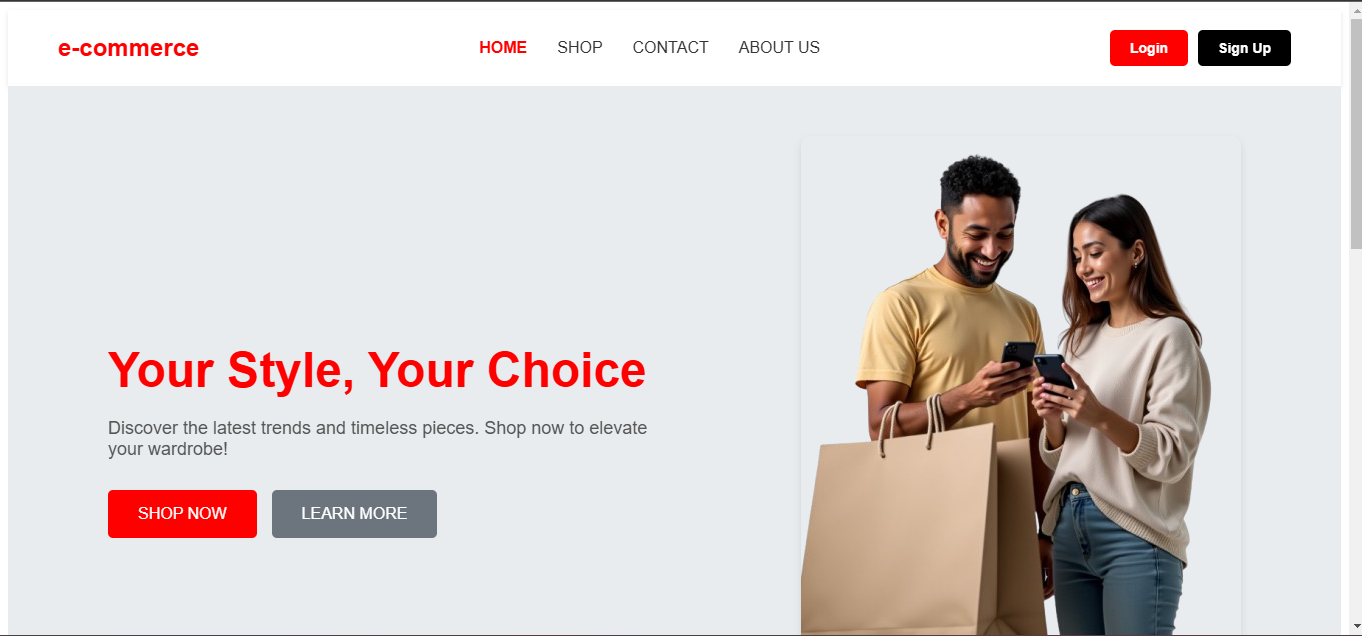 e-commerce
HOME SHOP CONTACT ABOUT US
Login Sign Up
Your Style, Your Choice
Discover the latest trends and timeless pieces. Shop now to elevate
your wardrobe!
SHOP NOW LEARN MORE